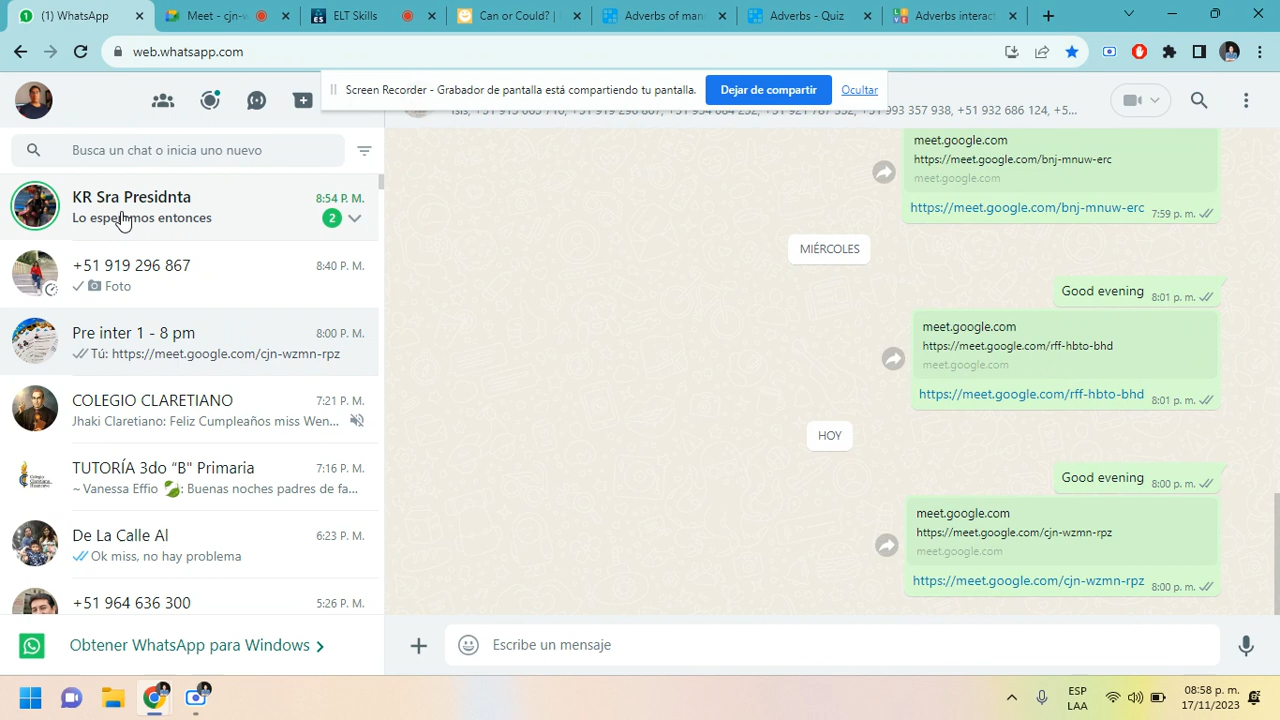 (1) WhatsApp
Meet - cjn-w
ELT Skills
Can or Could? |
Adverbs of man
Adverbs - Quiz
Adverbs interac
web.whatsapp.com
Screen Recorder - Grabador de pantalla está compartiendo tu pantalla.
Dejar de compartir
Ocultar
Busca un chat o inicia uno nuevo
KR Sra Presidnta
8:54 P. M.
Lo esperamos entonces
2
+51 919 296 867
8:40 P. M.
Foto
Pre inter 1 - 8 pm
8:00 P. M.
Tú: https://meet.google.com/cjn-wzmn-rpz
COLEGIO CLARETIANO
7:21 P. M.
Jhaki Claretiano: Feliz Cumpleaños miss Wen...
TUTORÍA 3do "B" Primaria
7:16 P. M.
~ Vanessa Effio 🍃: Buenas noches padres de fa...
De La Calle Al
6:23 P. M.
Ok miss, no hay problema
+51 964 636 300
5:26 P. M.
Obtener WhatsApp para Windows
meet.google.com
https://meet.google.com/bnj-mnuw-erc
meet.google.com
https://meet.google.com/bnj-mnuw-erc
7:59 p. m.
MIÉRCOLES
Good evening
8:01 p. m.
meet.google.com
https://meet.google.com/rff-hbto-bhd
meet.google.com
https://meet.google.com/rff-hbto-bhd
8:01 p. m.
HOY
Good evening
8:00 p. m.
meet.google.com
https://meet.google.com/cjn-wzmn-rpz
meet.google.com
https://meet.google.com/cjn-wzmn-rpz
8:00 p. m.
Escribe un mensaje
ESP
LAA
08:58 p. m.
17/11/2023